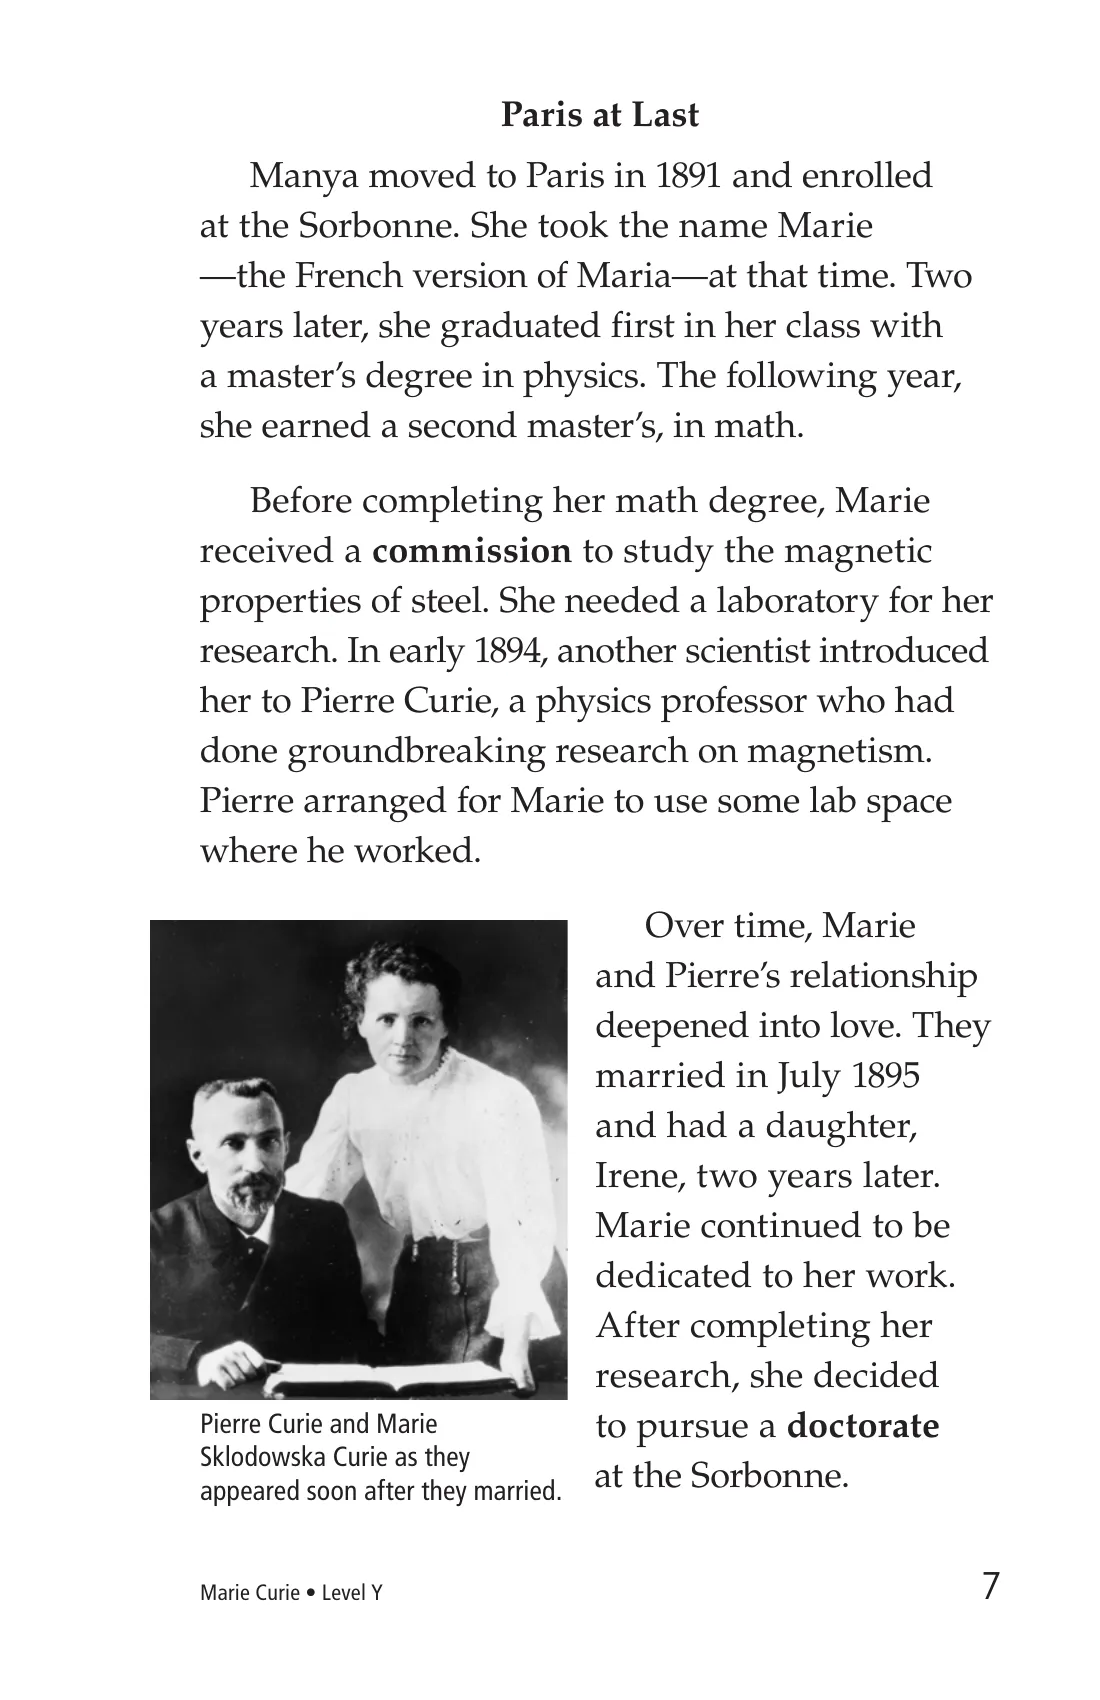 Paris at Last
Manya moved to Paris in 1891 and enrolled
at the Sorbonne. She took the name Marie
—the French version of Maria—at that time. Two
years later, she graduated first in her class with
a master’s degree in physics. The following year,
she earned a second master’s, in math.
Before completing her math degree, Marie
received a commission to study the magnetic
properties of steel. She needed a laboratory for her
research. In early 1894, another scientist introduced
her to Pierre Curie, a physics professor who had
done groundbreaking research on magnetism.
Pierre arranged for Marie to use some lab space
where he worked.
Over time, Marie
and Pierre’s relationship
deepened into love. They
married in July 1895
and had a daughter,
Irene, two years later.
Marie continued to be
dedicated to her work.
After completing her
research, she decided
to pursue a doctorate
at the Sorbonne.
Pierre Curie and Marie
Sklodowska Curie as they
appeared soon after they married.
Marie Curie • Level Y
7